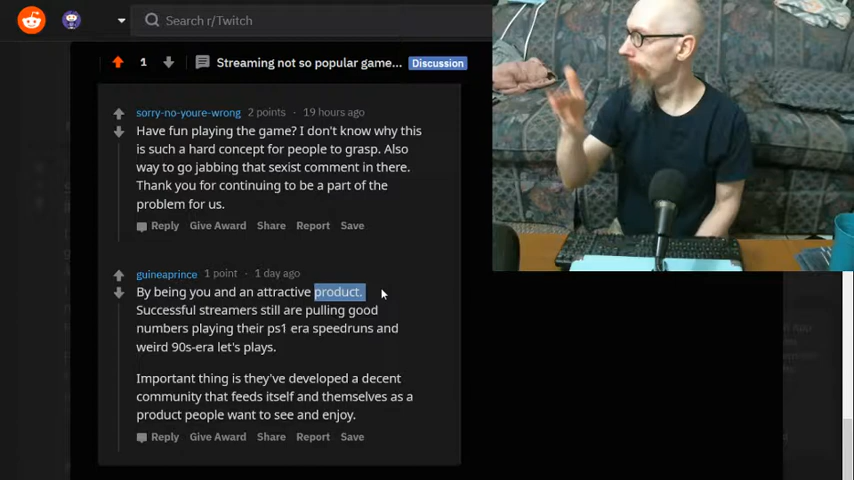 Search r/Twitch
1
Streaming not so popular game...
Discussion
sorry-no-youre-wrong 2 points · 19 hours ago
Have fun playing the game? I don't know why this
is such a hard concept for people to grasp. Also
way to go jabbing that sexist comment in there.
Thank you for continuing to be a part of the
problem for us.
Reply Give Award Share Report Save
guineaprince 1 point · 1 day ago
By being you and an attractive product.
Successful streamers still are pulling good
numbers playing their ps1 era speedruns and
weird 90s-era let's plays.
Important thing is they've developed a decent
community that feeds itself and themselves as a
product people want to see and enjoy.
Reply Give Award Share Report Save